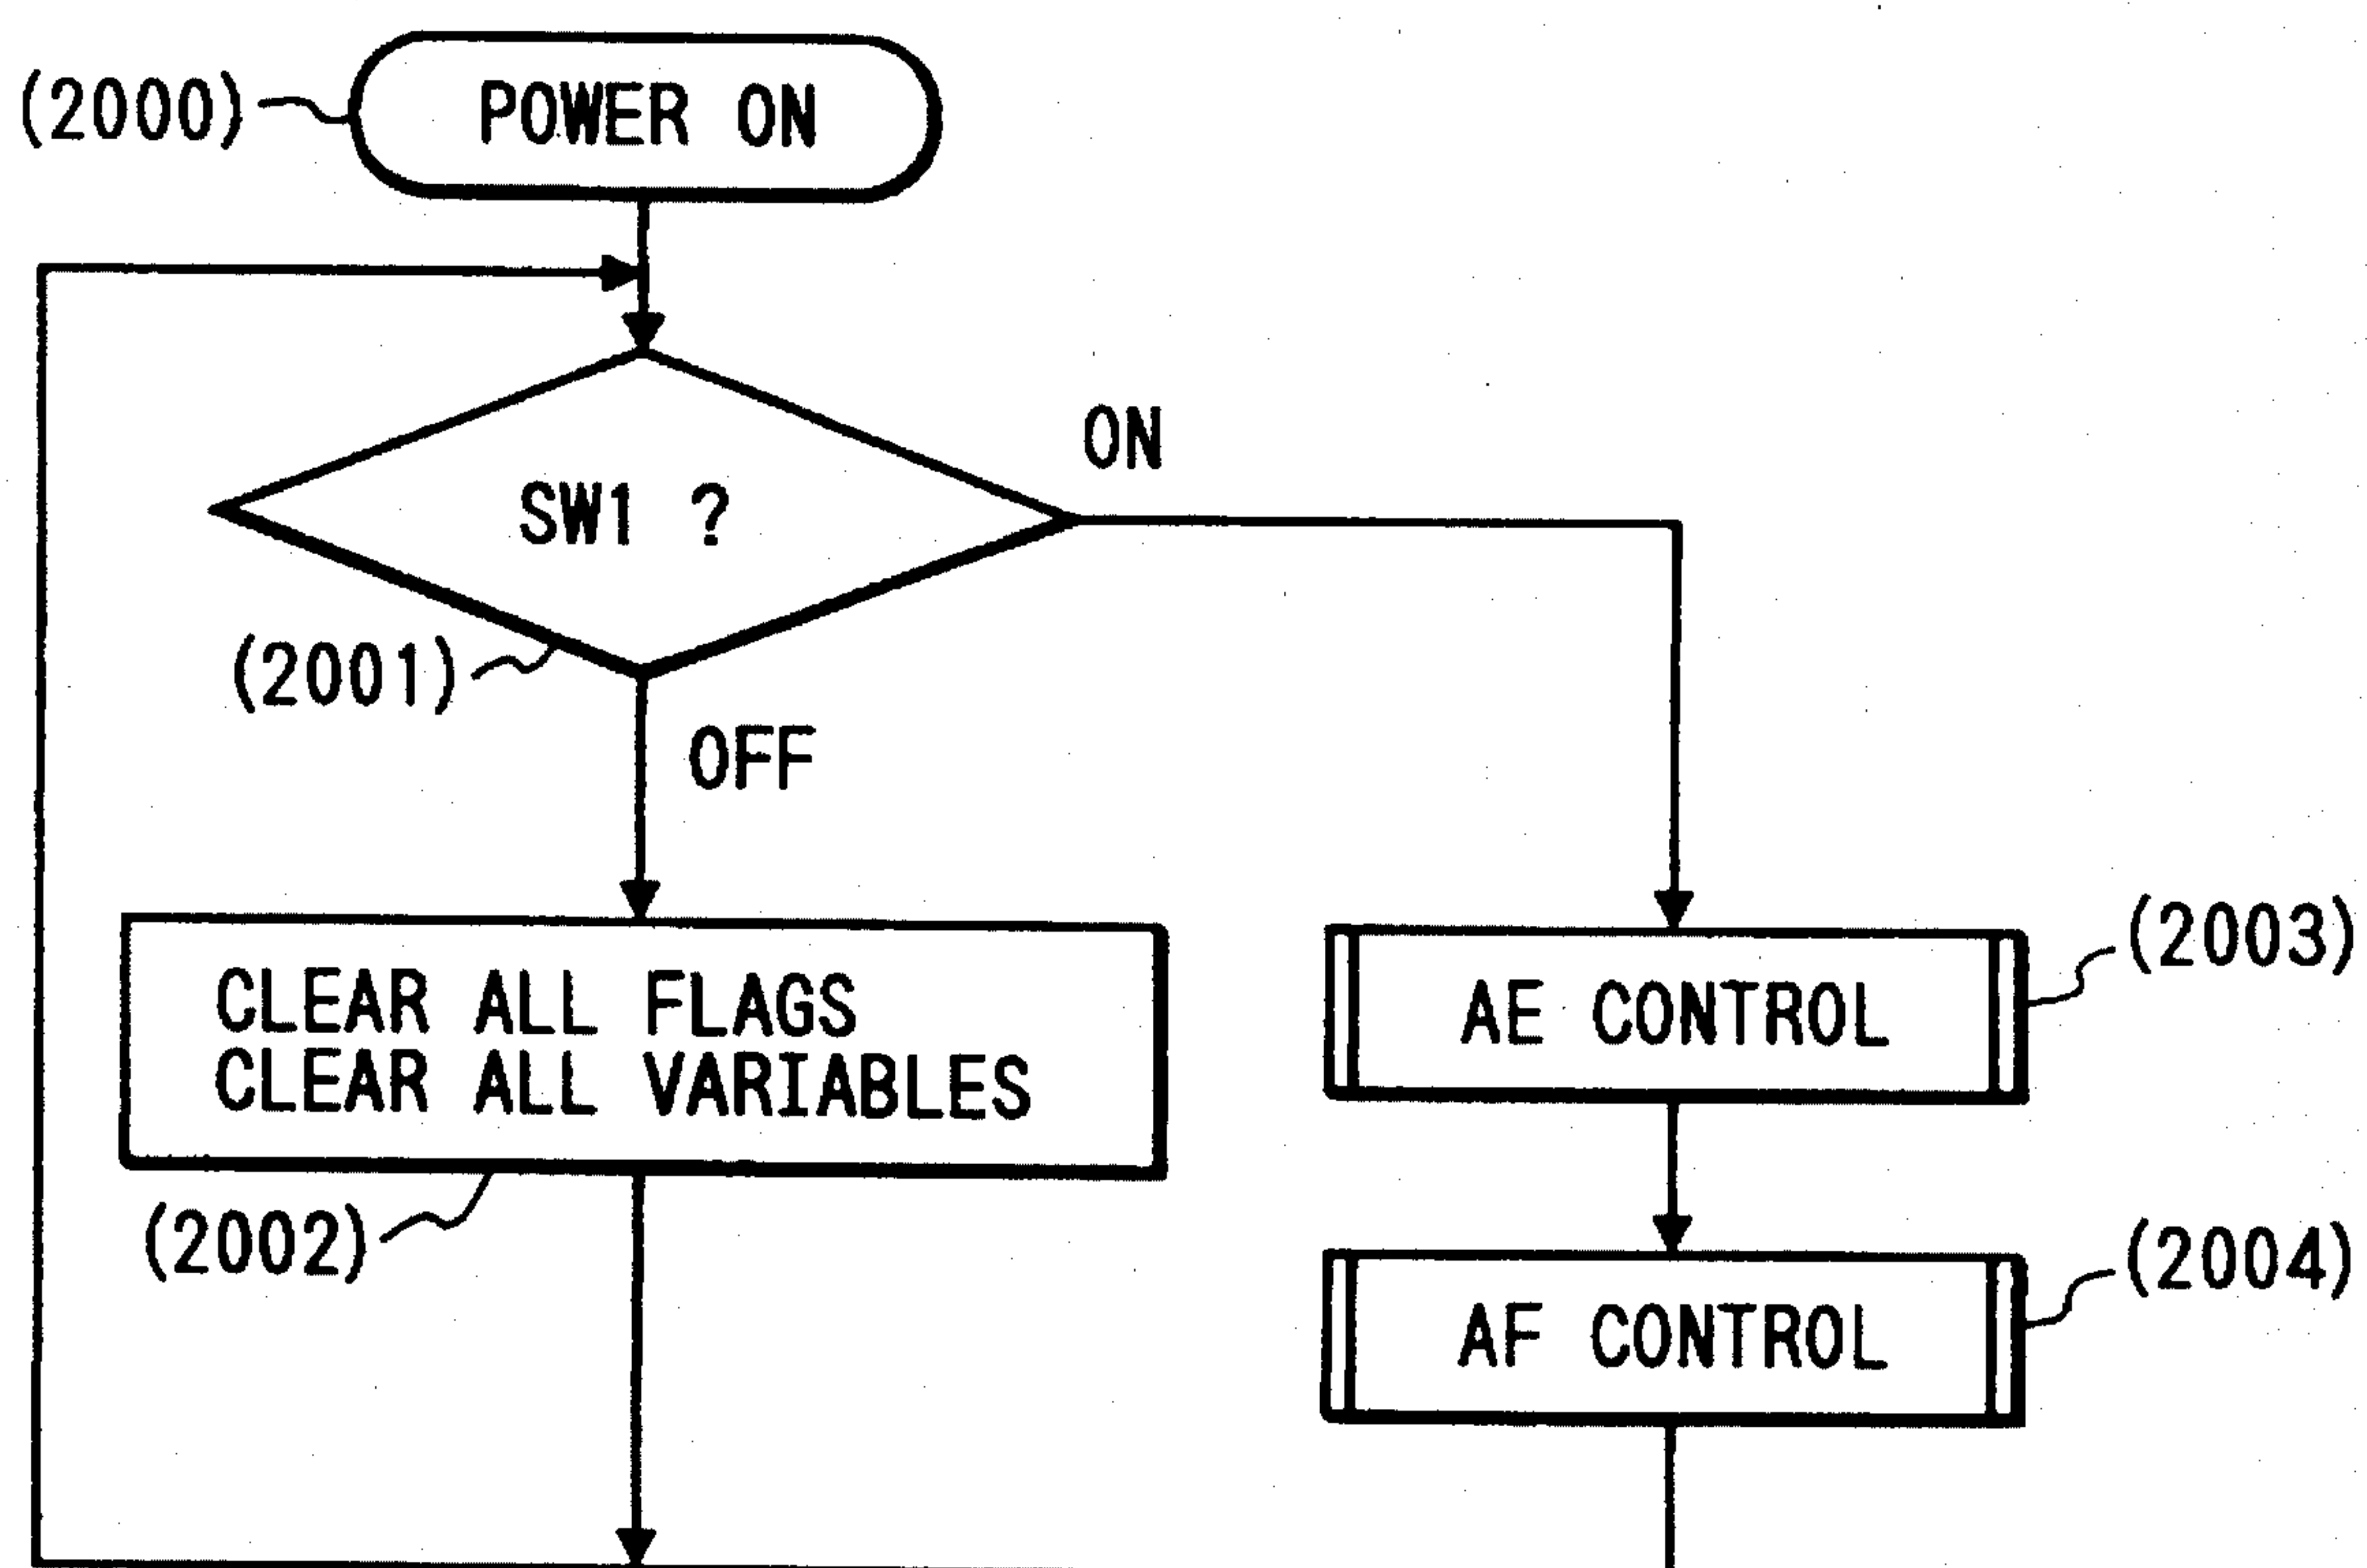 (2000)
POWER ON
SW1 ?
ON
(2001)
OFF
CLEAR ALL FLAGS
CLEAR ALL VARIABLES
(2002)
AE CONTROL
(2003)
AF CONTROL
(2004)